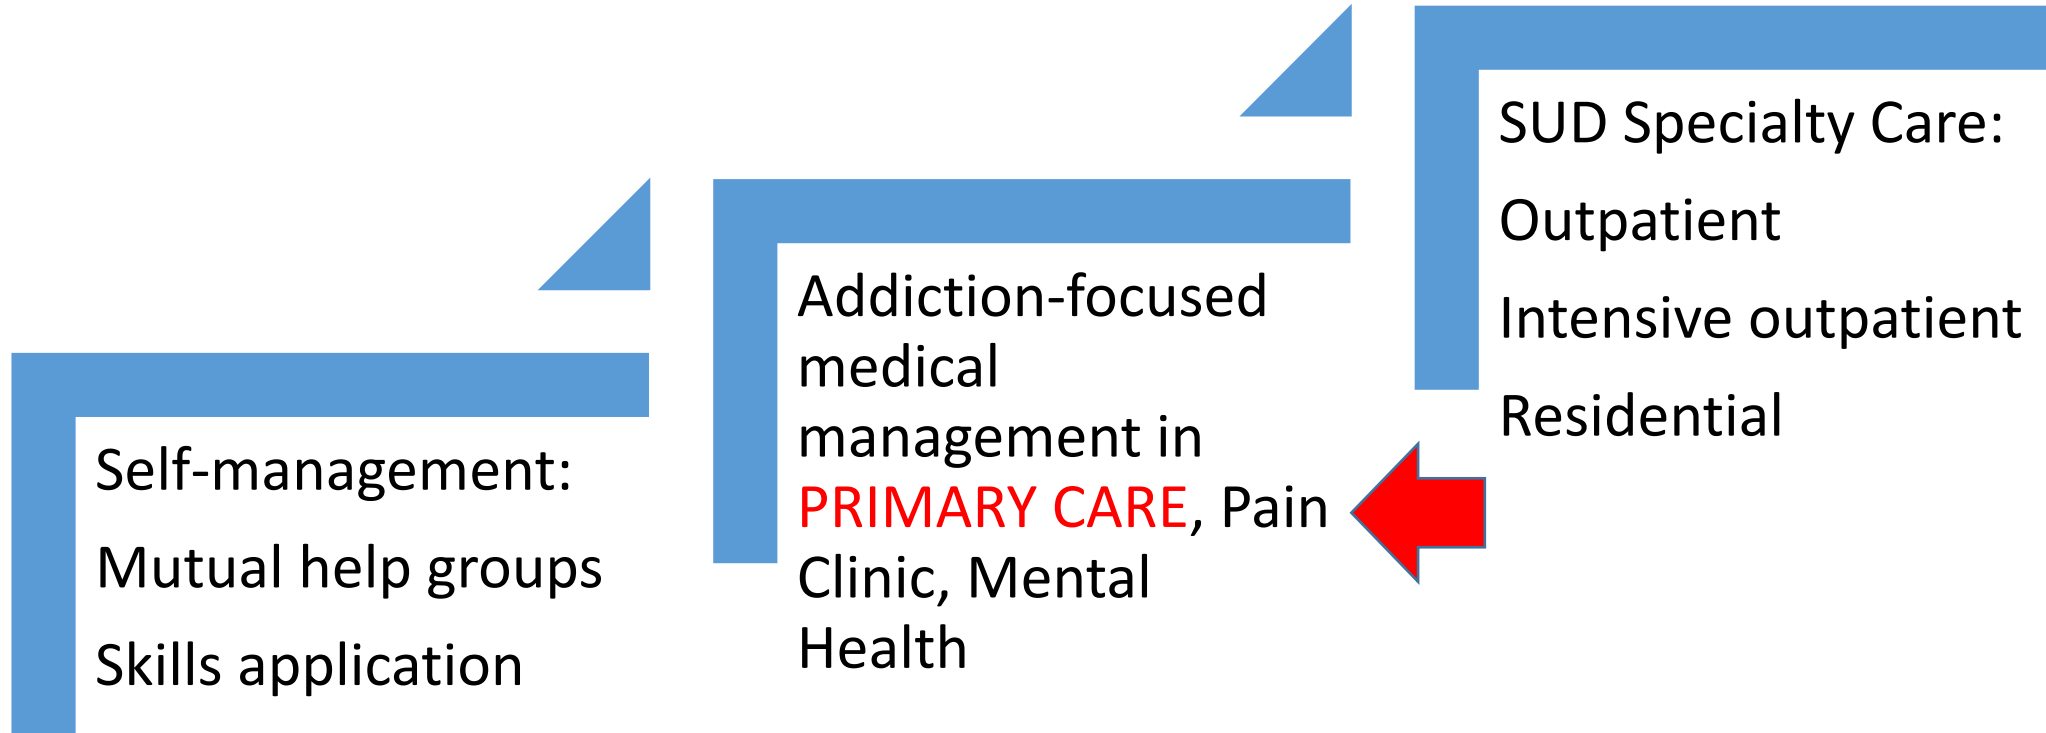 Self-management:
Mutual help groups
Skills application
Addiction-focused
medical
management in
PRIMARY CARE, Pain
Clinic, Mental
Health
SUD Specialty Care:
Outpatient
Intensive outpatient
Residential